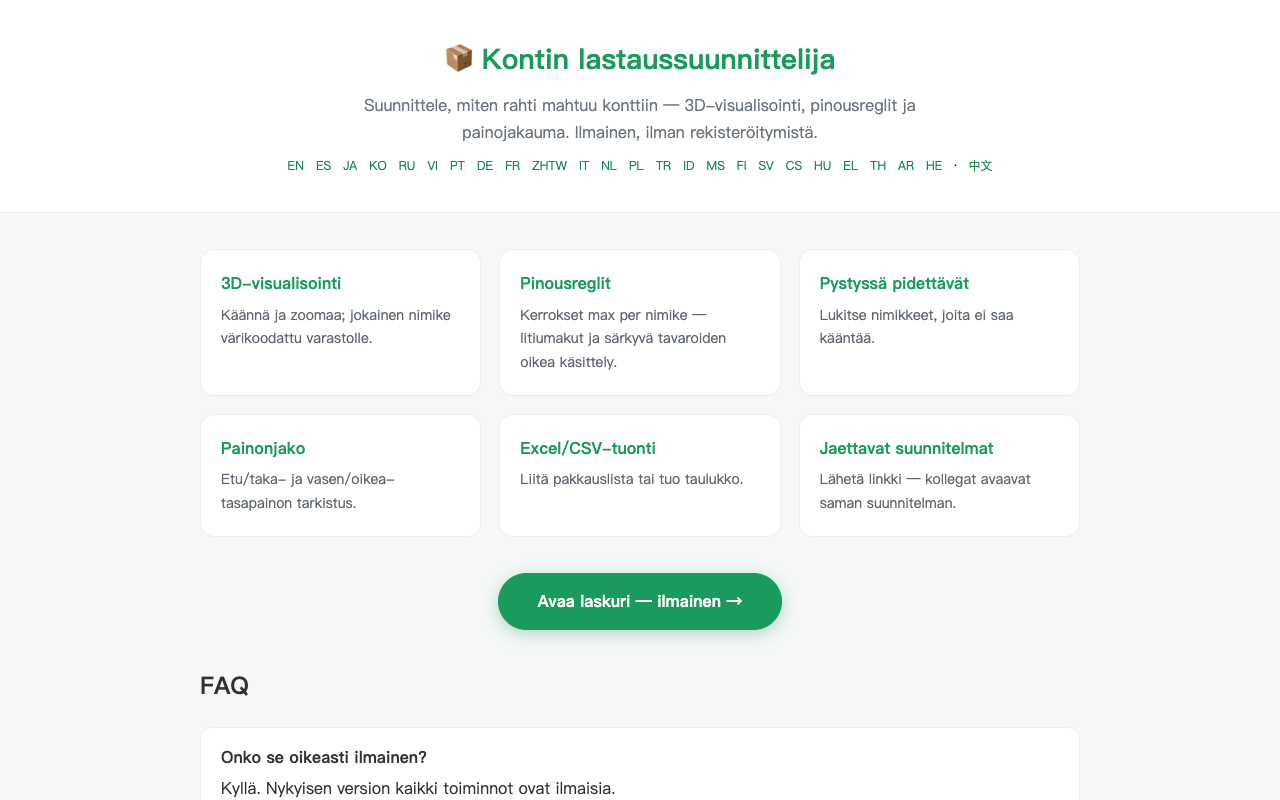 📦 Kontin lastaussuunnittelija
Suunnittele, miten rahti mahtuu konttiin — 3D-visualisointi, pinousreglit ja
painojakauma. Ilmainen, ilman rekisteröitymistä.
EN ES JA KO RU VI PT DE FR ZHTW IT NL PL TR ID MS FI SV CS HU EL TH AR HE · 中文
3D-visualisointi
Käännä ja zoomaa; jokainen nimike
värikoodattu varastolle.
Pinousreglit
Kerrokset max per nimike —
litiumakut ja särkyvä tavaroiden
oikea käsittely.
Pystyssä pidettävät
Lukitse nimikkeet, joita ei saa
kääntää.
Painonjako
Etu/taka- ja vasen/oikea-
tasapainon tarkistus.
Excel/CSV-tuonti
Liitä pakkauslista tai tuo taulukko.
Jaettavat suunnitelmat
Lähetä linkki — kollegat avaavat
saman suunnitelman.
Avaa laskuri — ilmainen →
FAQ
Onko se oikeasti ilmainen?
Kyllä. Nykyisen version kaikki toiminnot ovat ilmaisia.